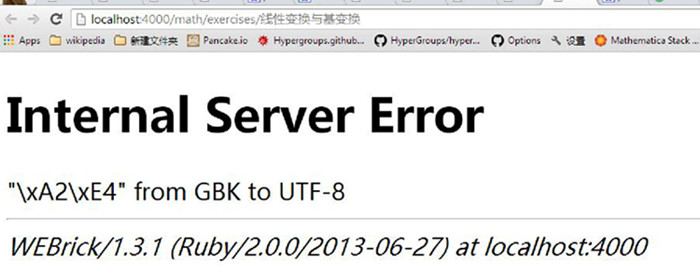 localhost:4000/math/exercises/线性变换与基变换
Apps wikipedia 新建文件夹 Pancake.io Hypergroups.github... HyperGroups/hyper... Options 设置 Mathematica Stack ...
Internal Server Error
"\xA2\xE4" from GBK to UTF-8
WEBrick/1.3.1 (Ruby/2.0.0/2013-06-27) at localhost:4000